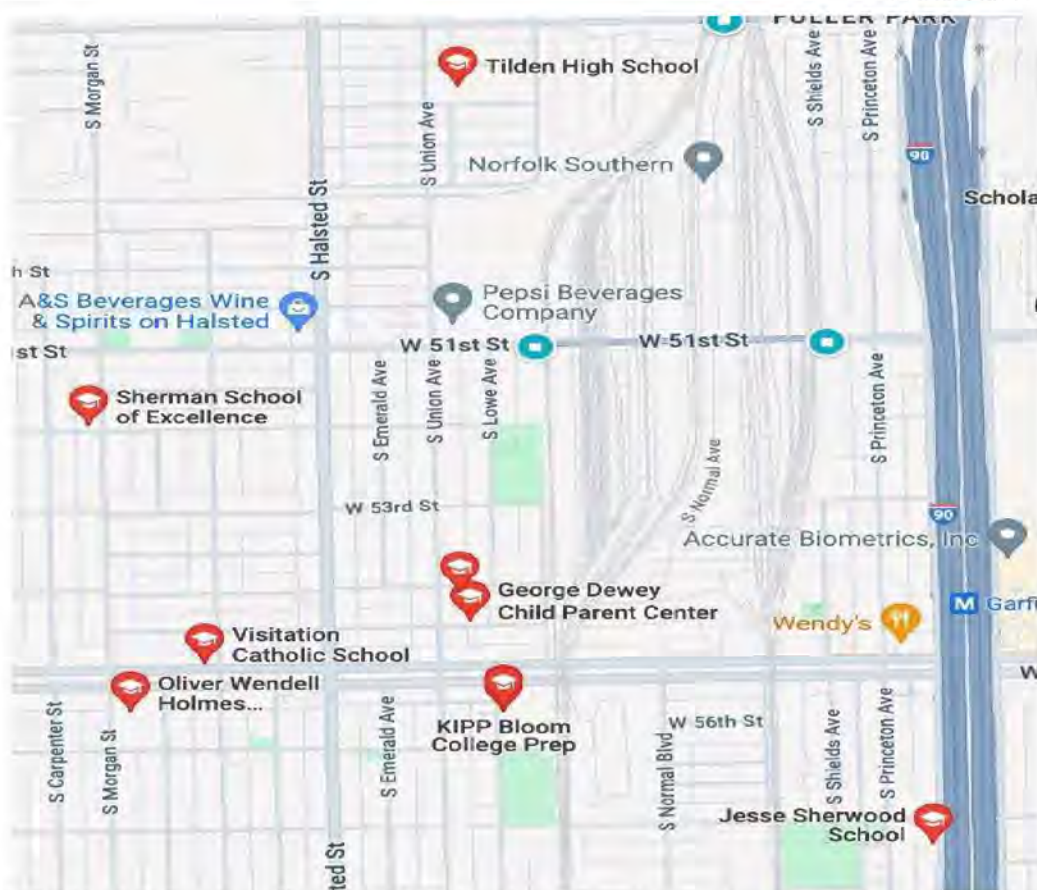 FULLER PARK
S Morgan St
Tilden High School
S Union Ave
S Shields Ave
S Princeton Ave
S Halsted St
Norfolk Southern
90
Schola
h St
A&S Beverages Wine
& Spirits on Halsted
Pepsi Beverages
Company
W 51st St
W 51st St
1st St
Sherman School
of Excellence
S Emerald Ave
S Union Ave
S Lowe Ave
S Princeton Ave
S Normal Ave
W 53rd St
90
Accurate Biometrics, Inc
George Dewey
Child Parent Center
M Garfi
Wendy's
Visitation
Catholic School
Oliver Wendell
Holmes...
W
KIPP Bloom
College Prep
W 56th St
S Carpenter St
S Morgan St
S Emerald Ave
S Normal Blvd
S Shields Ave
S Princeton Ave
Jesse Sherwood
School
ted St